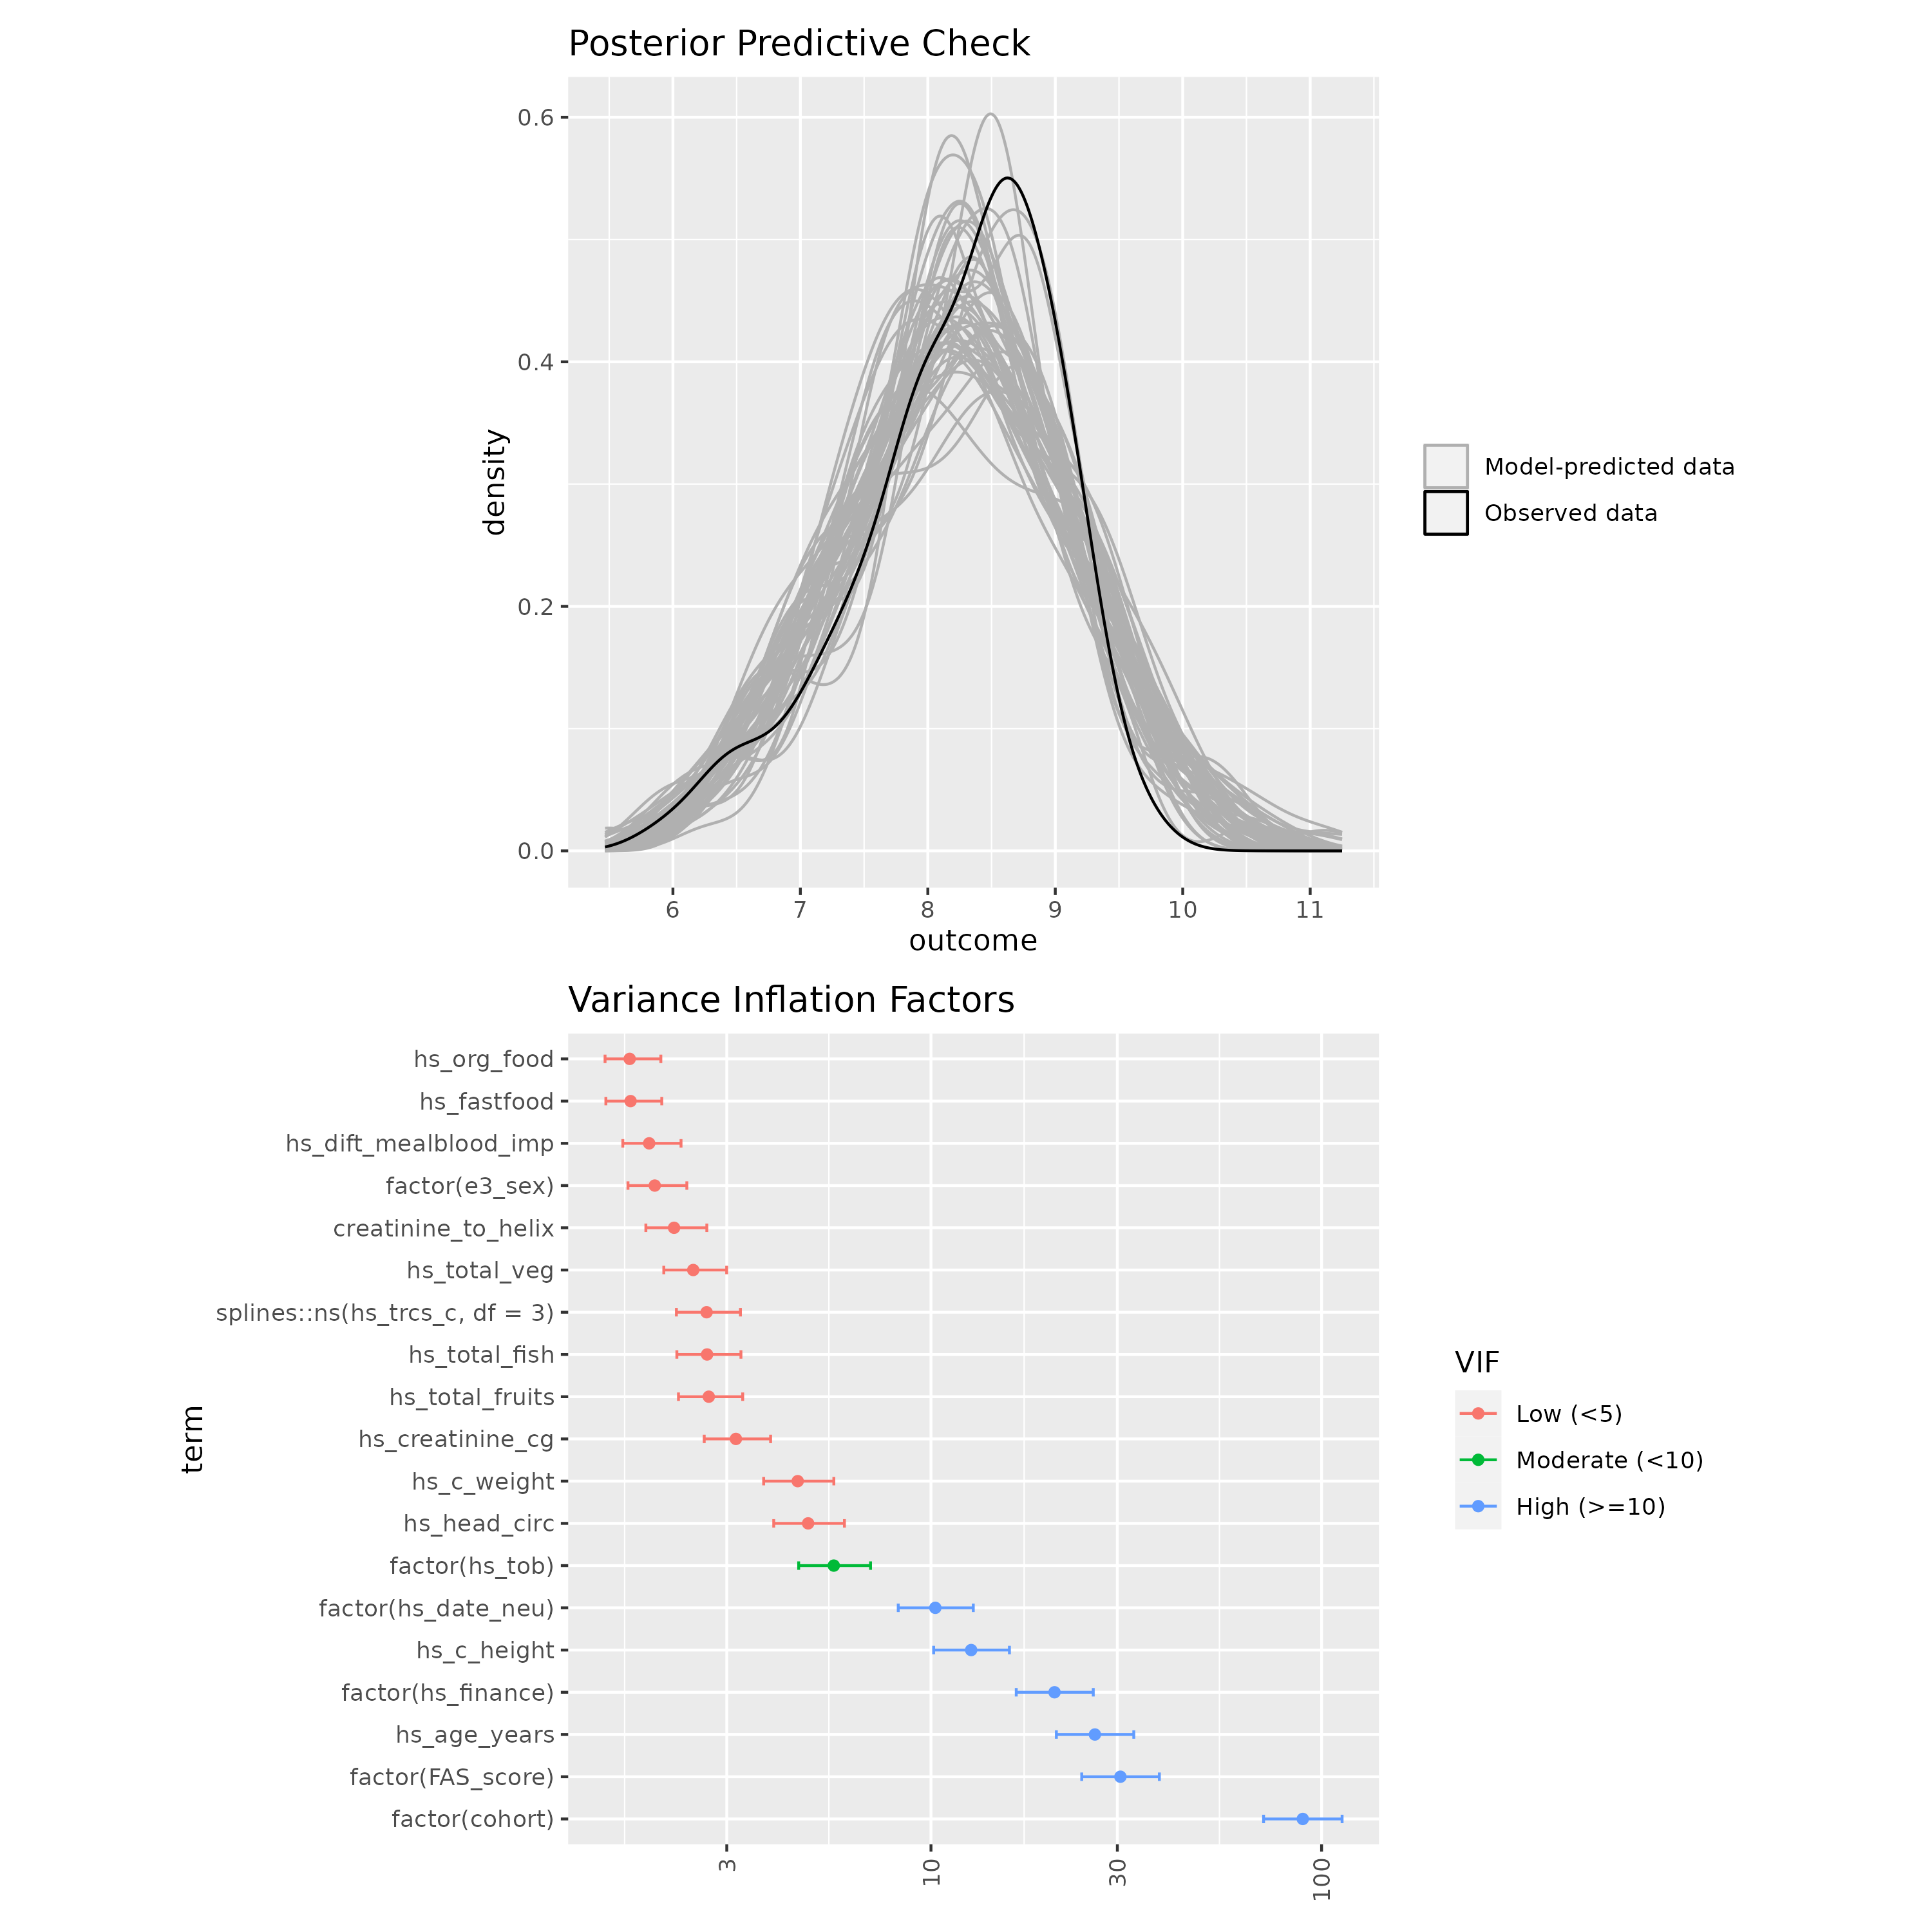 Posterior Predictive Check
0.6
0.4
0.2
0.0
density
6 7 8 9 10 11
outcome
Model-predicted data
Observed data
Variance Inflation Factors
term
hs_org_food
hs_fastfood
hs_dift_mealblood_imp
factor(e3_sex)
creatinine_to_helix
hs_total_veg
splines::ns(hs_trcs_c, df = 3)
hs_total_fish
hs_total_fruits
hs_creatinine_cg
hs_c_weight
hs_head_circ
factor(hs_tob)
factor(hs_date_neu)
hs_c_height
factor(hs_finance)
hs_age_years
factor(FAS_score)
factor(cohort)
3 10 30 100
VIF
Low (<5)
Moderate (<10)
High (>=10)